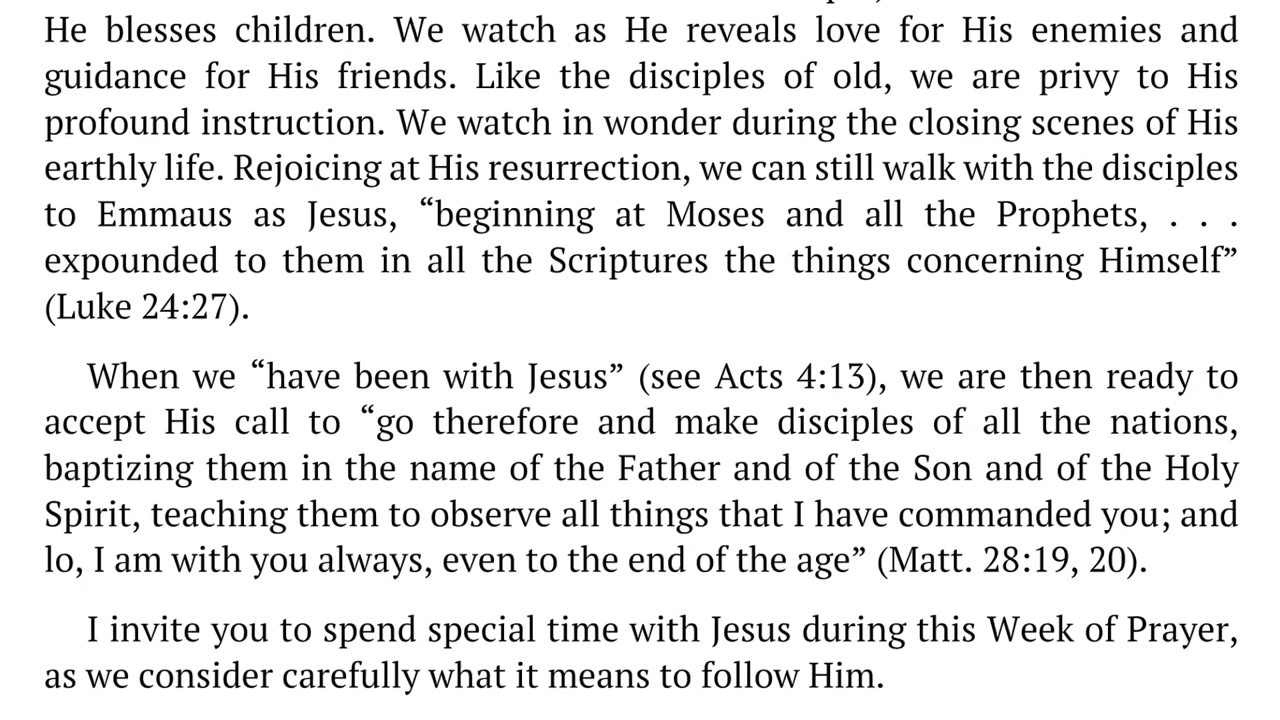 He blesses children. We watch as He reveals love for His enemies and
guidance for His friends. Like the disciples of old, we are privy to His
profound instruction. We watch in wonder during the closing scenes of His
earthly life. Rejoicing at His resurrection, we can still walk with the disciples
to Emmaus as Jesus, “beginning at Moses and all the Prophets, . . .
expounded to them in all the Scriptures the things concerning Himself”
(Luke 24:27).
When we “have been with Jesus” (see Acts 4:13), we are then ready to
accept His call to “go therefore and make disciples of all the nations,
baptizing them in the name of the Father and of the Son and of the Holy
Spirit, teaching them to observe all things that I have commanded you; and
lo, I am with you always, even to the end of the age” (Matt. 28:19, 20).
I invite you to spend special time with Jesus during this Week of Prayer,
as we consider carefully what it means to follow Him.